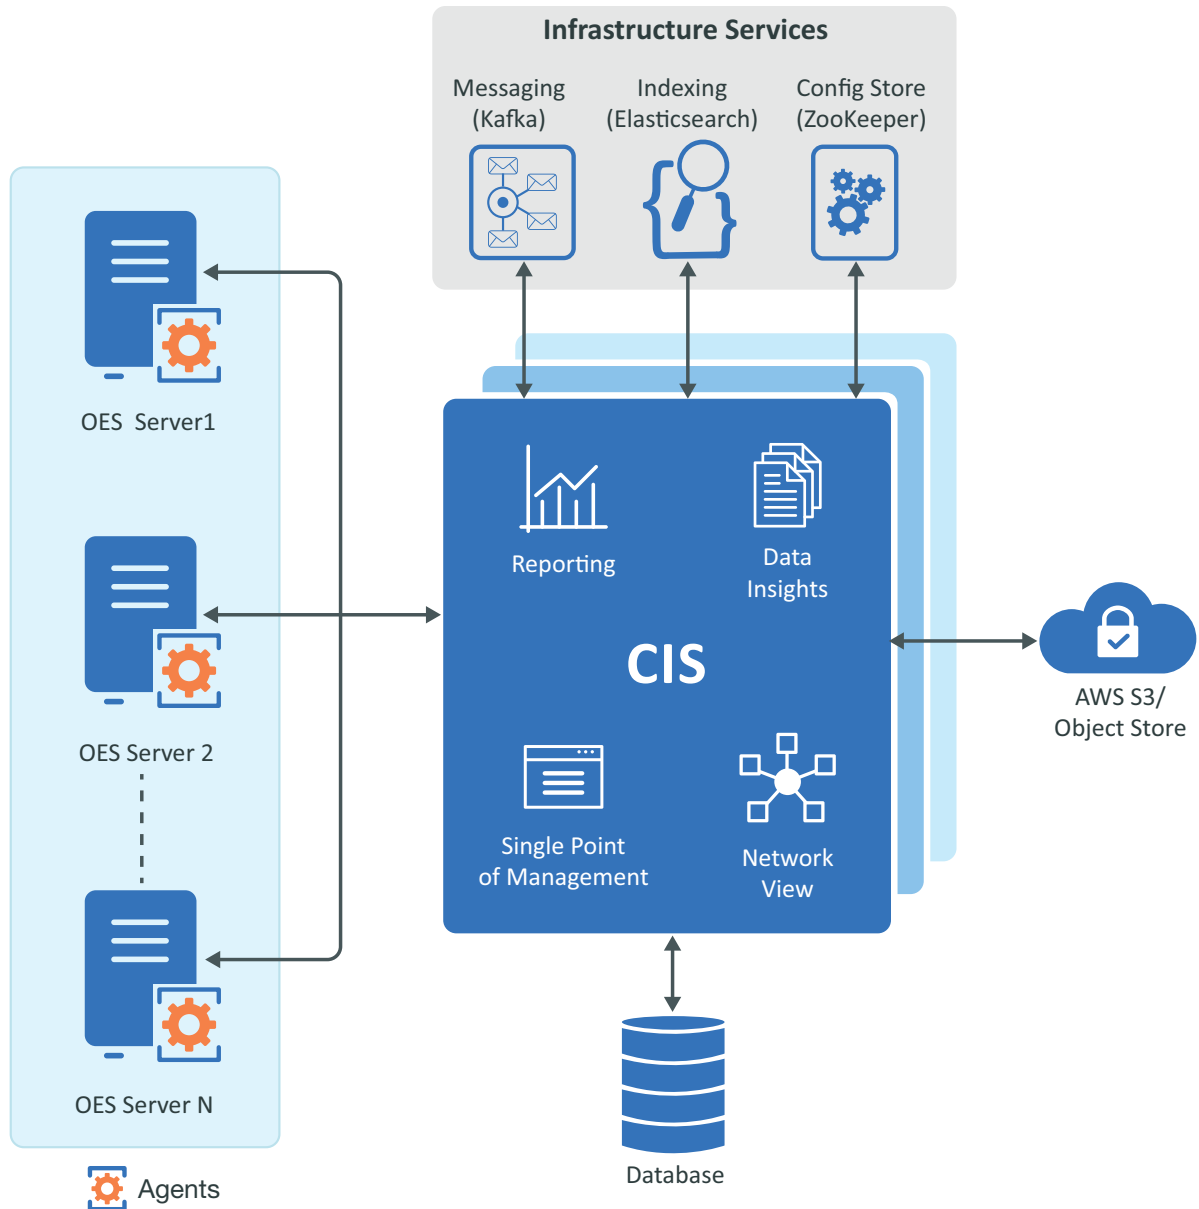 Infrastructure Services
Messaging
(Kafka)
Indexing
(Elasticsearch)
Config Store
(ZooKeeper)
OES  Server1
OES Server 2
OES Server N
Agents
Reporting
Data
Insights
CIS
Single Point
of Management
Network
View
AWS S3/
Object Store
Database